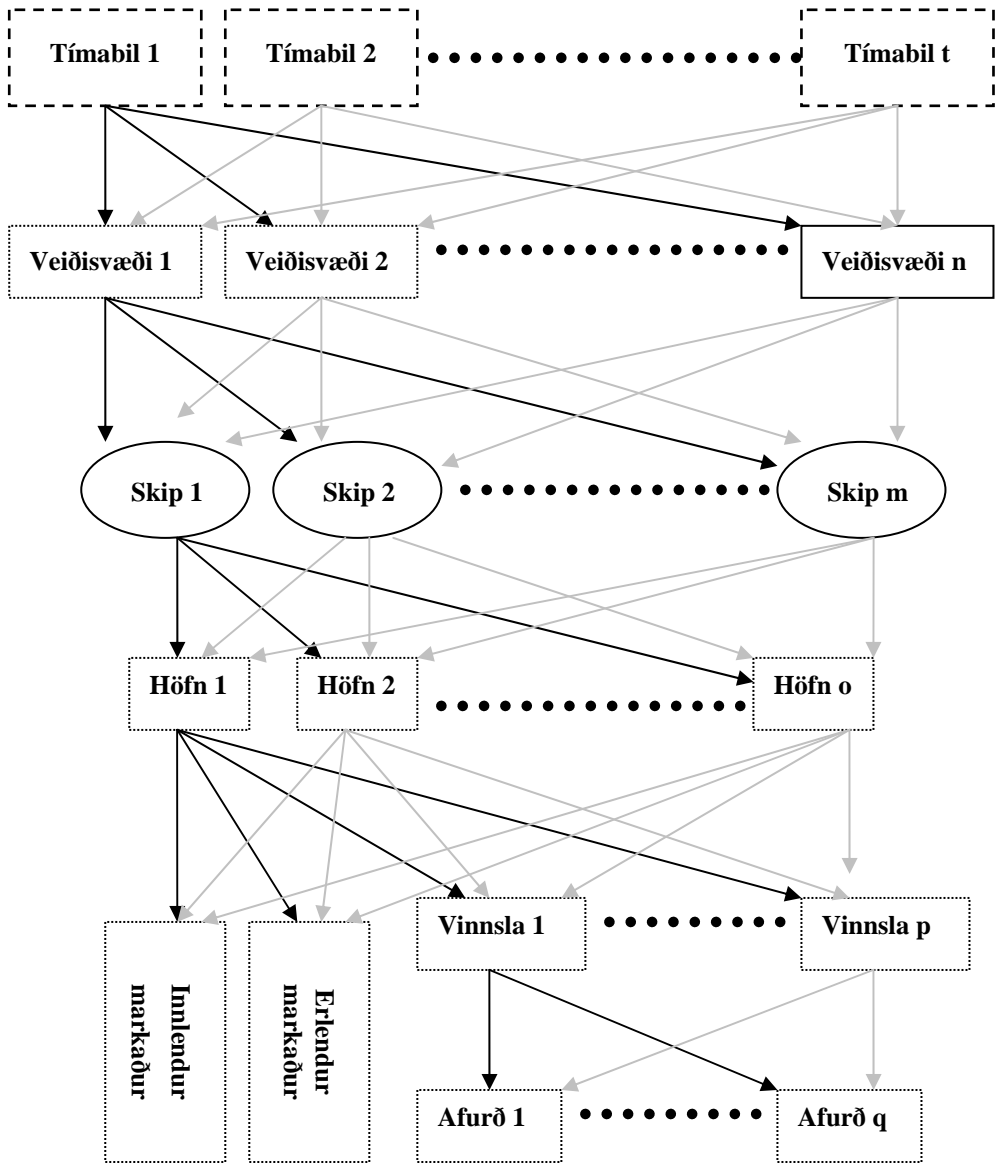 Tímabil 1
Tímabil 2
Tímabil t
Veiðisvæði 1
Veiðisvæði 2
Veiðisvæði n
Skip 1
Skip 2
Skip m
Höfn 1
Höfn 2
Höfn o
Vinnsla 1
Vinnsla p
Innlendur
markaður
Erlendur
markaður
Afurð 1
Afurð q